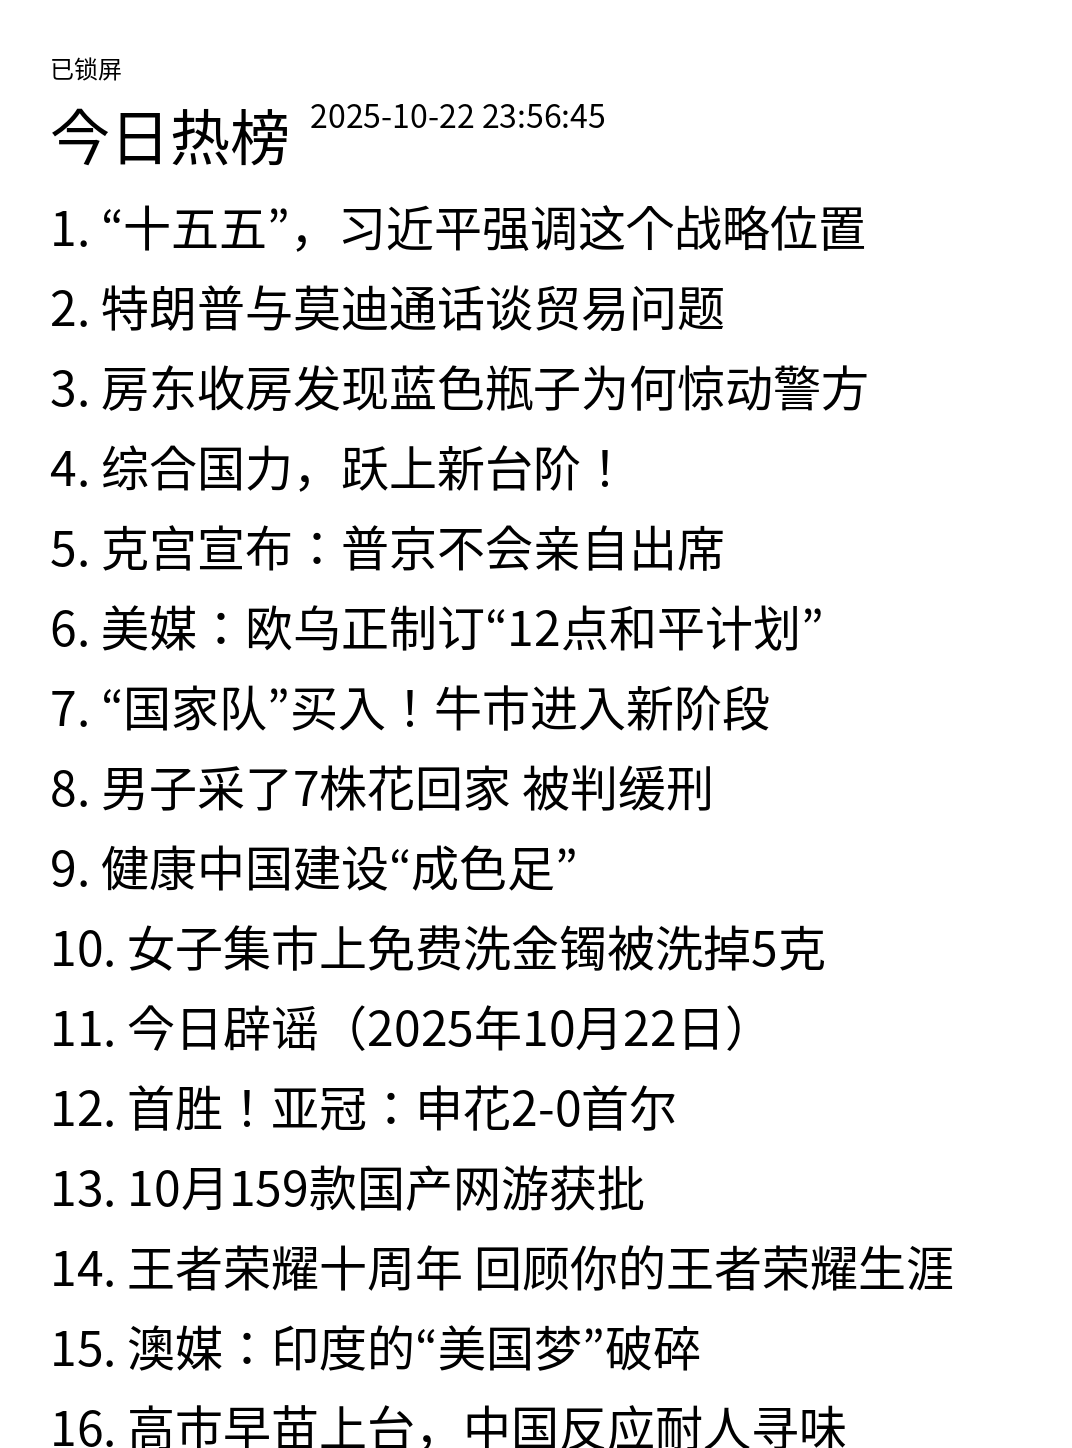 已锁屏
今日热榜 2025-10-22 23:56:45
1. “十五五”，习近平强调这个战略位置
2. 特朗普与莫迪通话谈贸易问题
3. 房东收房发现蓝色瓶子为何惊动警方
4. 综合国力，跃上新台阶！
5. 克宫宣布：普京不会亲自出席
6. 美媒：欧乌正制订“12点和平计划”
7. “国家队”买入！牛市进入新阶段
8. 男子采了7株花回家 被判缓刑
9. 健康中国建设“成色足”
10. 女子集市上免费洗金镯被洗掉5克
11. 今日辟谣（2025年10月22日）
12. 首胜！亚冠：申花2-0首尔
13. 10月159款国产网游获批
14. 王者荣耀十周年 回顾你的王者荣耀生涯
15. 澳媒：印度的“美国梦”破碎
16. 高市早苗上台，中国反应耐人寻味